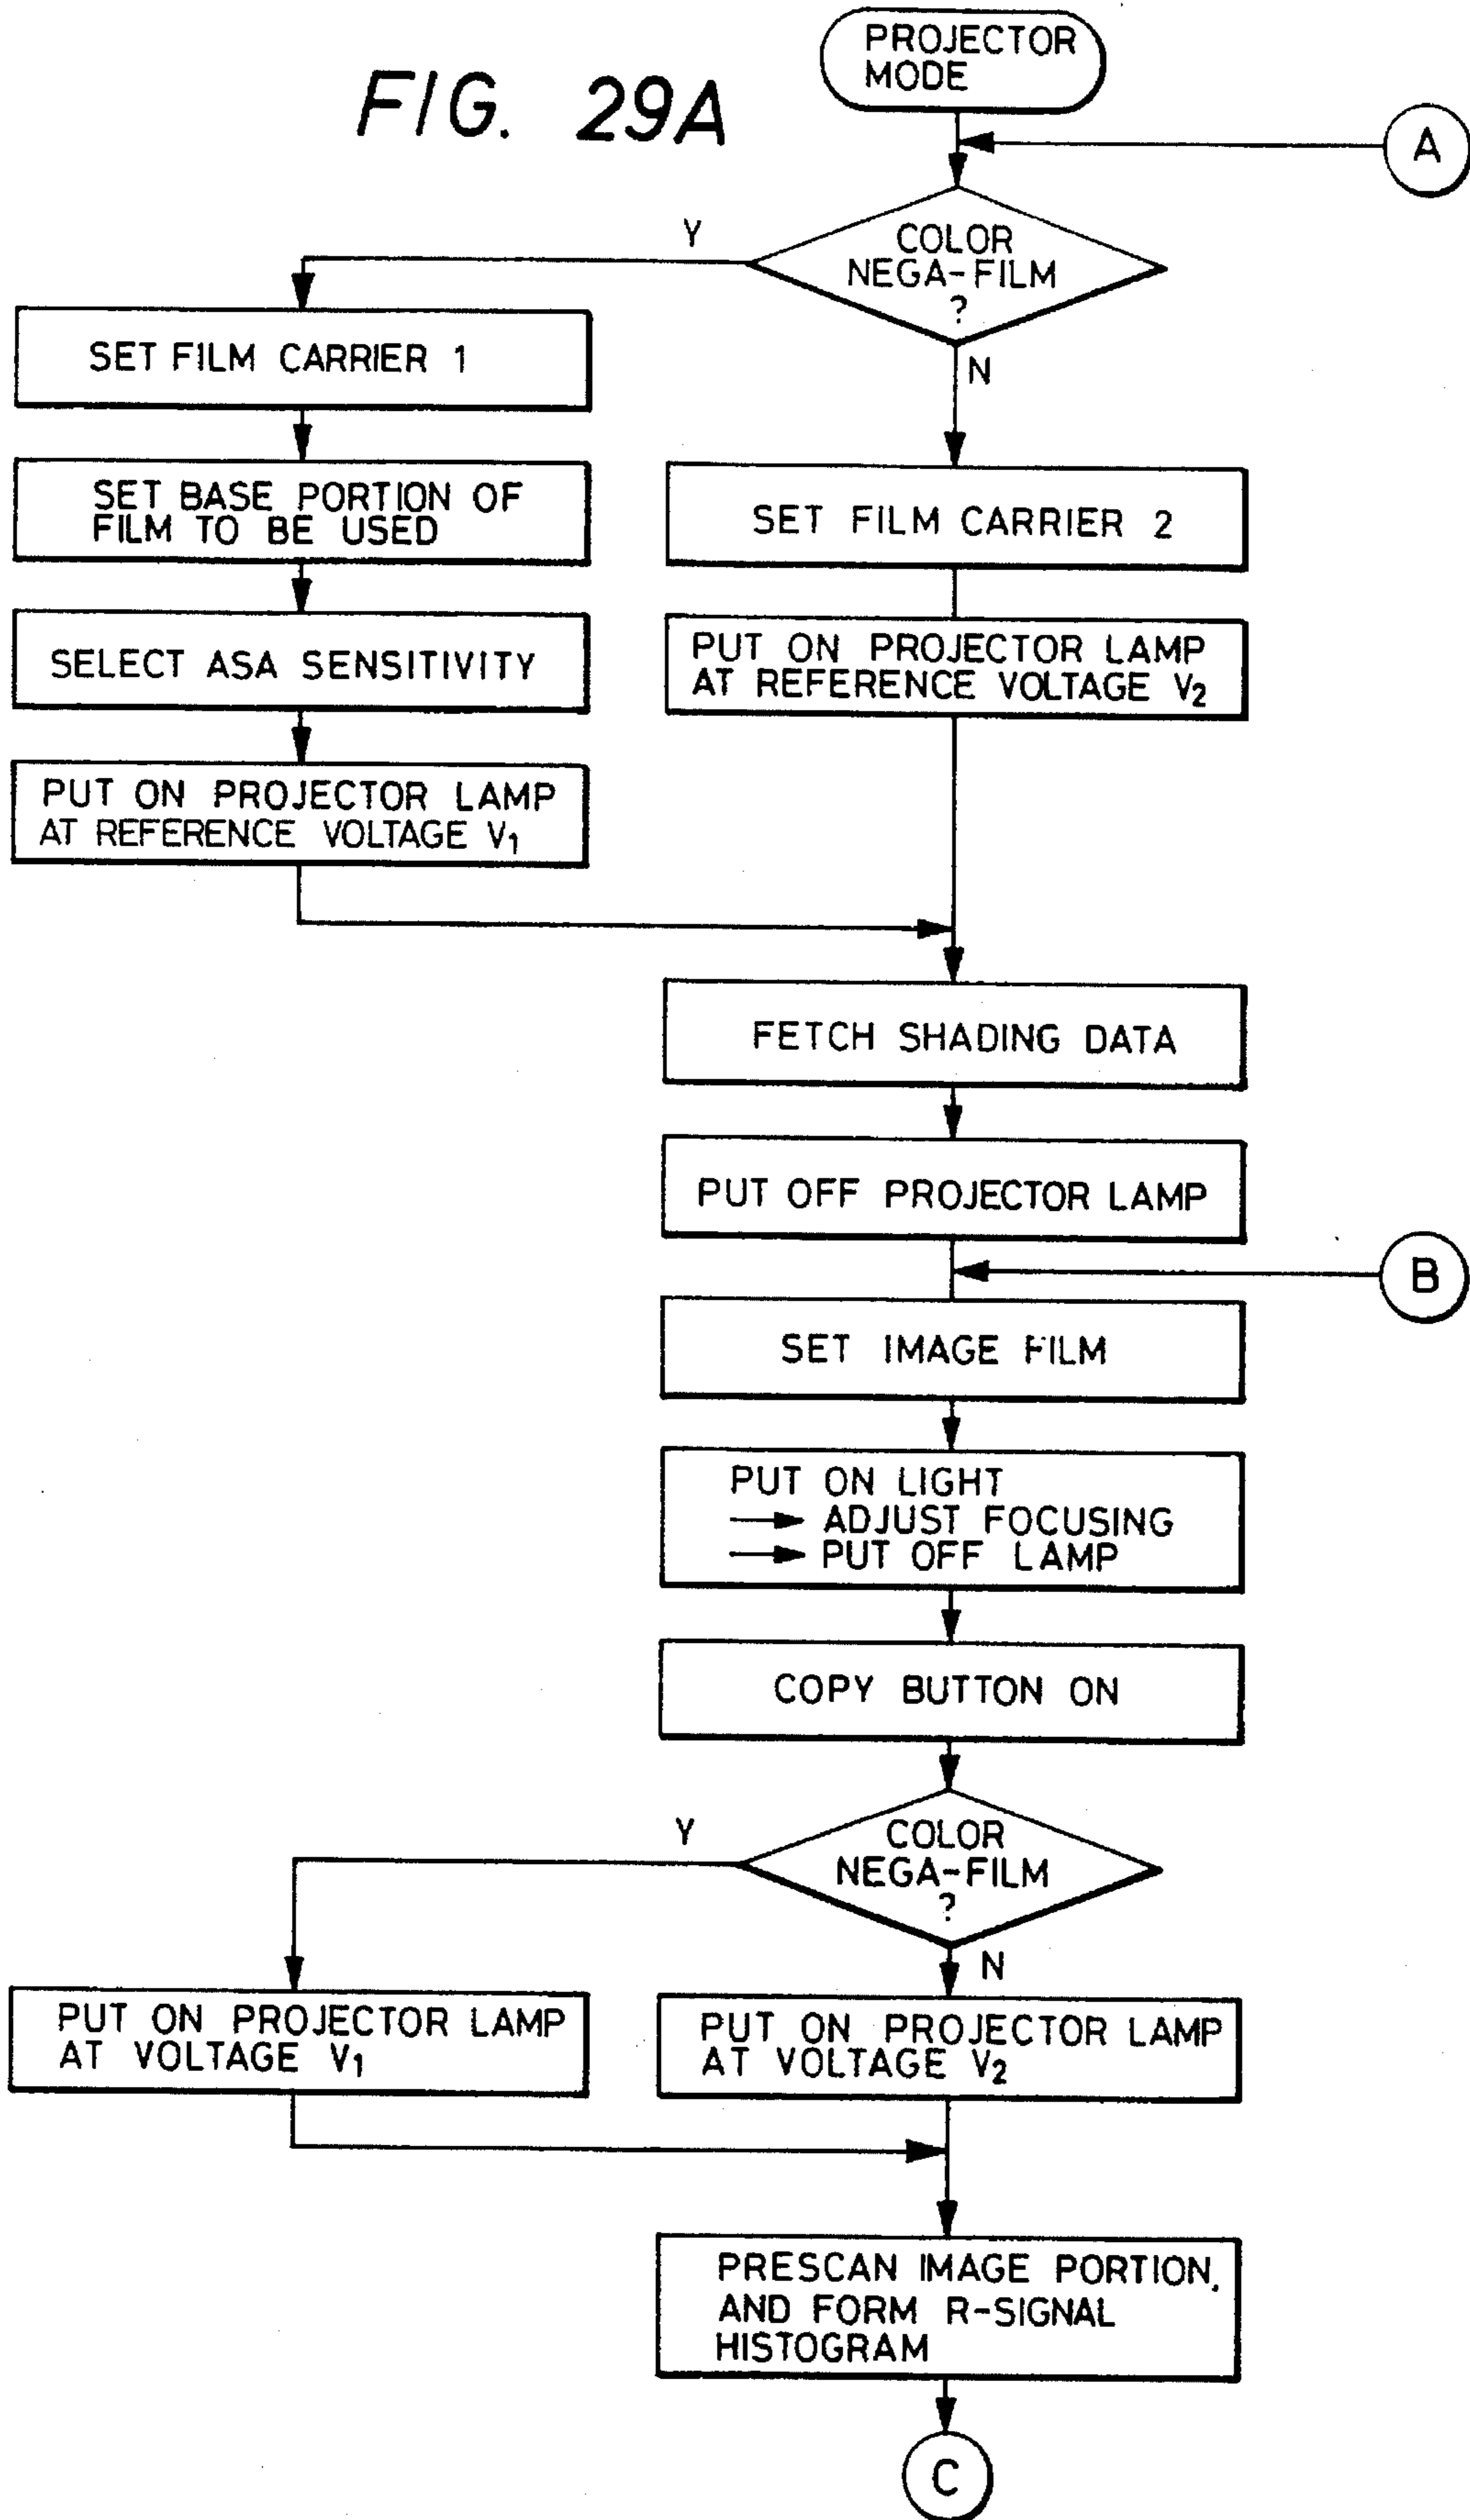 FIG. 29A
PROJECTOR
MODE
A
COLOR
NEGA-FILM
?
Y
N
SET FILM CARRIER 1
SET BASE PORTION OF
FILM TO BE USED
SELECT ASA SENSITIVITY
PUT ON PROJECTOR LAMP
AT REFERENCE VOLTAGE V1
SET FILM CARRIER 2
PUT ON PROJECTOR LAMP
AT REFERENCE VOLTAGE V2
FETCH SHADING DATA
PUT OFF PROJECTOR LAMP
B
SET IMAGE FILM
PUT ON LIGHT
→ ADJUST FOCUSING
→ PUT OFF LAMP
COPY BUTTON ON
COLOR
NEGA-FILM
?
Y
N
PUT ON PROJECTOR LAMP
AT VOLTAGE V1
PUT ON PROJECTOR LAMP
AT VOLTAGE V2
PRESCAN IMAGE PORTION,
AND FORM R-SIGNAL
HISTOGRAM
C